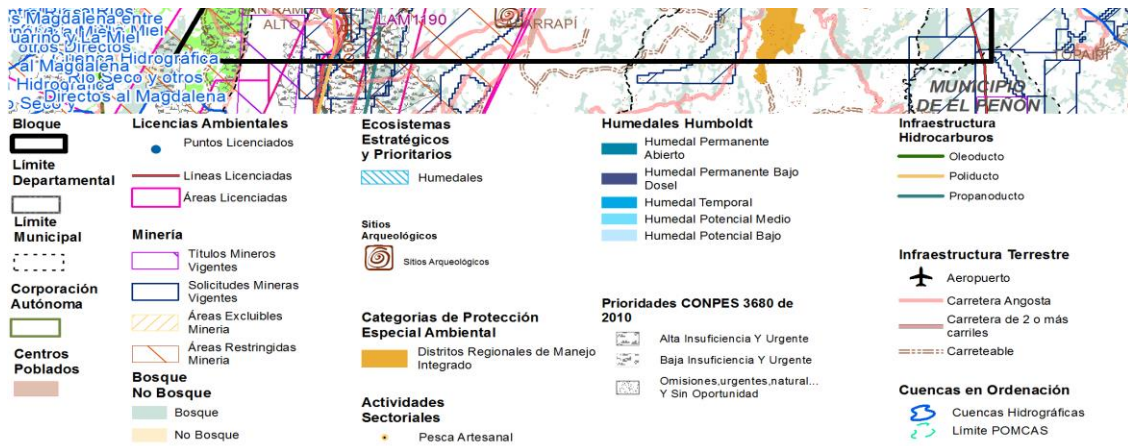 s Magdalena entre
uarinó y La Miel
otros Directos
al Magdalena
Río Seco y otros
Directos al Magdalena
o Seco y
ALTO
LAM1190
MUNICIPIO
DE EL PEÑÓN
Bloque
Límite
Departamental
Límite
Municipal
Corporación
Autónoma
Centros
Poblados
Licencias Ambientales
Puntos Licenciados
Líneas Licenciadas
Áreas Licenciadas
Minería
Títulos Mineros
Vigentes
Solicitudes Mineras
Vigentes
Áreas Excluibles
Mineria
Áreas Restringidas
Mineria
Bosque
No Bosque
Bosque
No Bosque
Ecosistemas
Estratégicos
y Prioritarios
Humedales
Sitios
Arqueológicos
Sitios Arqueológicos
Categorias de Protección
Especial Ambiental
Distritos Regionales de Manejo
Integrado
Actividades
Sectoriales
Pesca Artesanal
Humedales Humboldt
Humedal Permanente
Abierto
Humedal Permanente Bajo
Dosel
Humedal Temporal
Humedal Potencial Medio
Humedal Potencial Bajo
Prioridades CONPES 3680 de
2010
Alta Insuficiencia Y Urgente
Baja Insuficiencia Y Urgente
Omisiones,urgentes,natural...
Y Sin Oportunidad
Infraestructura
Hidrocarburos
Oleoducto
Poliducto
Propanoducto
Infraestructura Terrestre
Aeropuerto
Carretera Angosta
Carretera de 2 o más
carriles
Carreteable
Cuencas en Ordenación
Cuencas Hidrográficas
Límite POMCAS